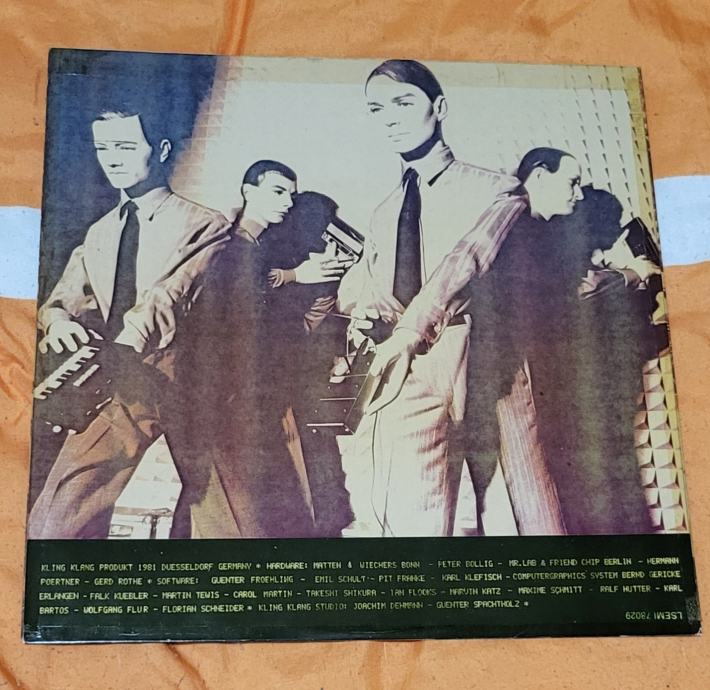 KLING KLANG PRODUKT 1981 DUESSELDORF GERMANY * HARDWARE: MATTEN & WIECHERS BONN - PETER BOLLIG - MR.LAB & FRIEND CHIP BERLIN - HERMANN
POERTNER - GERD ROTHE * SOFTWARE: GUENTER FROEHLING - EMIL SCHULT - PIT FRANKE - KARL KLEFISCH - COMPUTERGRAPHICS SYSTEM BERND GERICKE
ERLANGEN - FALK KUEBLER - MARTIN TEWIS - CAROL MARTIN - TAKESHI SHIKURA - IAN FLOOKS - MARVIN KATZ - MAXIME SCHMITT - RALF HUTTER - KARL
BARTOS - WOLFGANG FLUR - FLORIAN SCHNEIDER * KLING KLANG STUDIO: JOACHIM DEHMANN - GUENTER SPACHTHOLZ *
LSEMI 78029